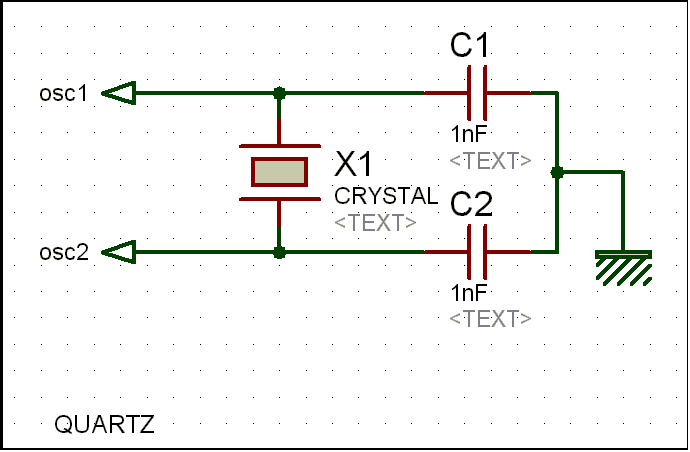 C1
osc1
1nF
<TEXT>
X1
CRYSTAL
<TEXT>
C2
osc2
1nF
<TEXT>
QUARTZ